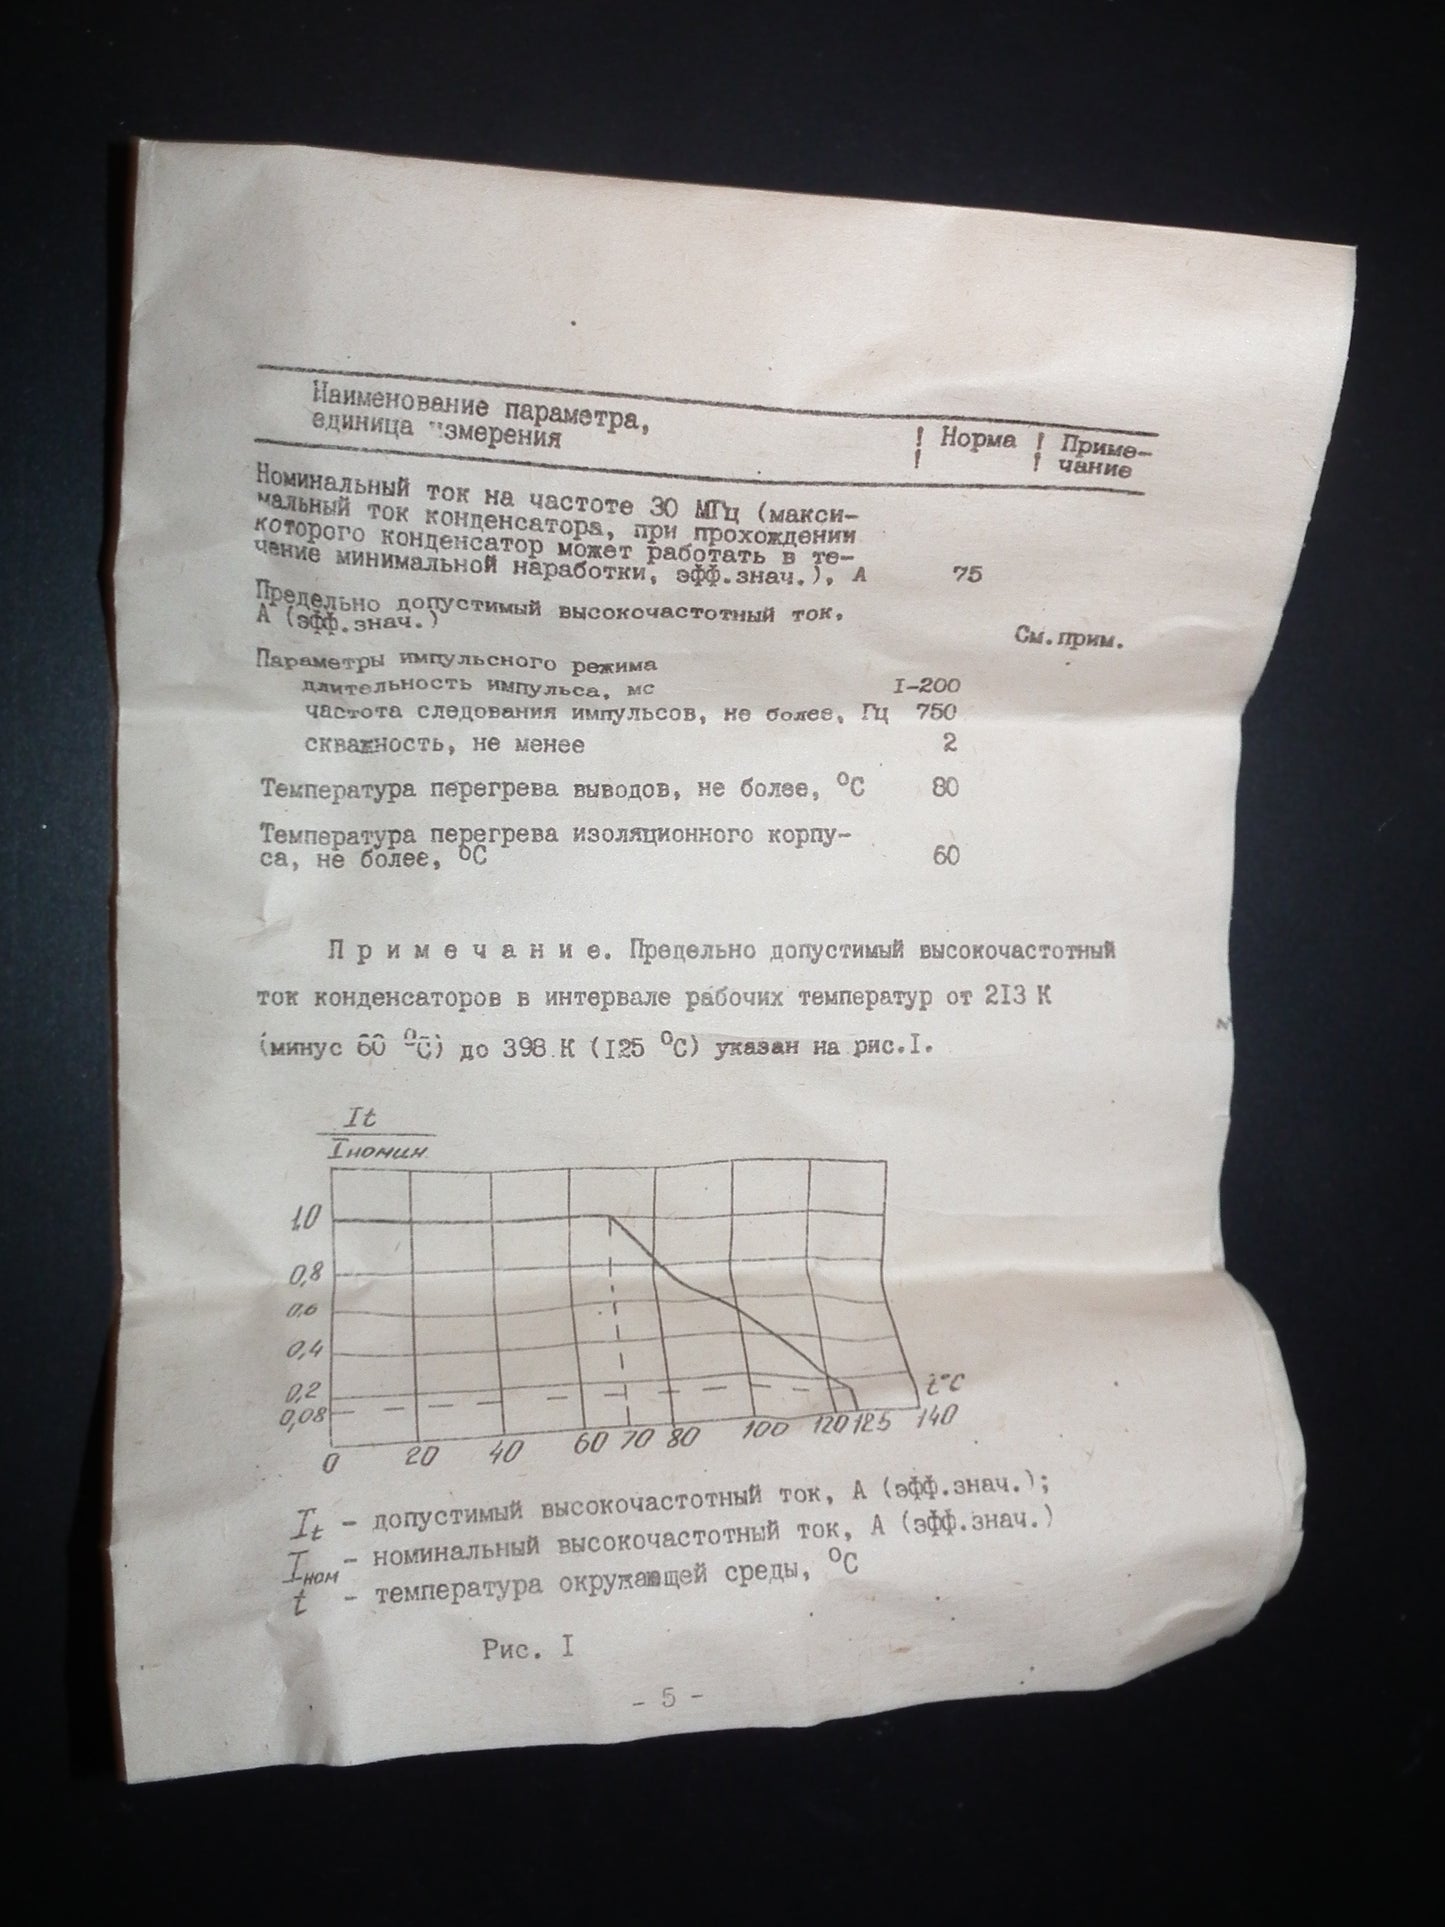 Наименование параметра, ! Норма ! Приме-
единица измерения ! ! чание
Номинальный ток на частоте 30 МГц (макси-
мальный ток конденсатора, при прохождении
которого конденсатор может работать в те-
чение минимальной наработки, эфф.знач.), А 75
Предельно допустимый высокочастотный ток,
А (эфф.знач.) См.прим.
Параметры импульсного режима
длительность импульса, мс I-200
частота следования импульсов, не более, Гц 750
скважность, не менее 2
Температура перегрева выводов, не более, °С 80
Температура перегрева изоляционного корпу-
са, не более, °С 60
П р и м е ч а н и е. Предельно допустимый высокочастотный
ток конденсаторов в интервале рабочих температур от 2I3 К
(минус 60 °С) до 398 К (I25 °С) указан на рис.I.
It
Iномин
1,0
0,8
0,6
0,4
0,2
0,08
t°C
0 20 40 60 70 80 100 120 125 140
It - допустимый высокочастотный ток, А (эфф.знач.);
Iном - номинальный высокочастотный ток, А (эфф.знач.)
t - температура окружающей среды, °С
Рис. I
- 5 -